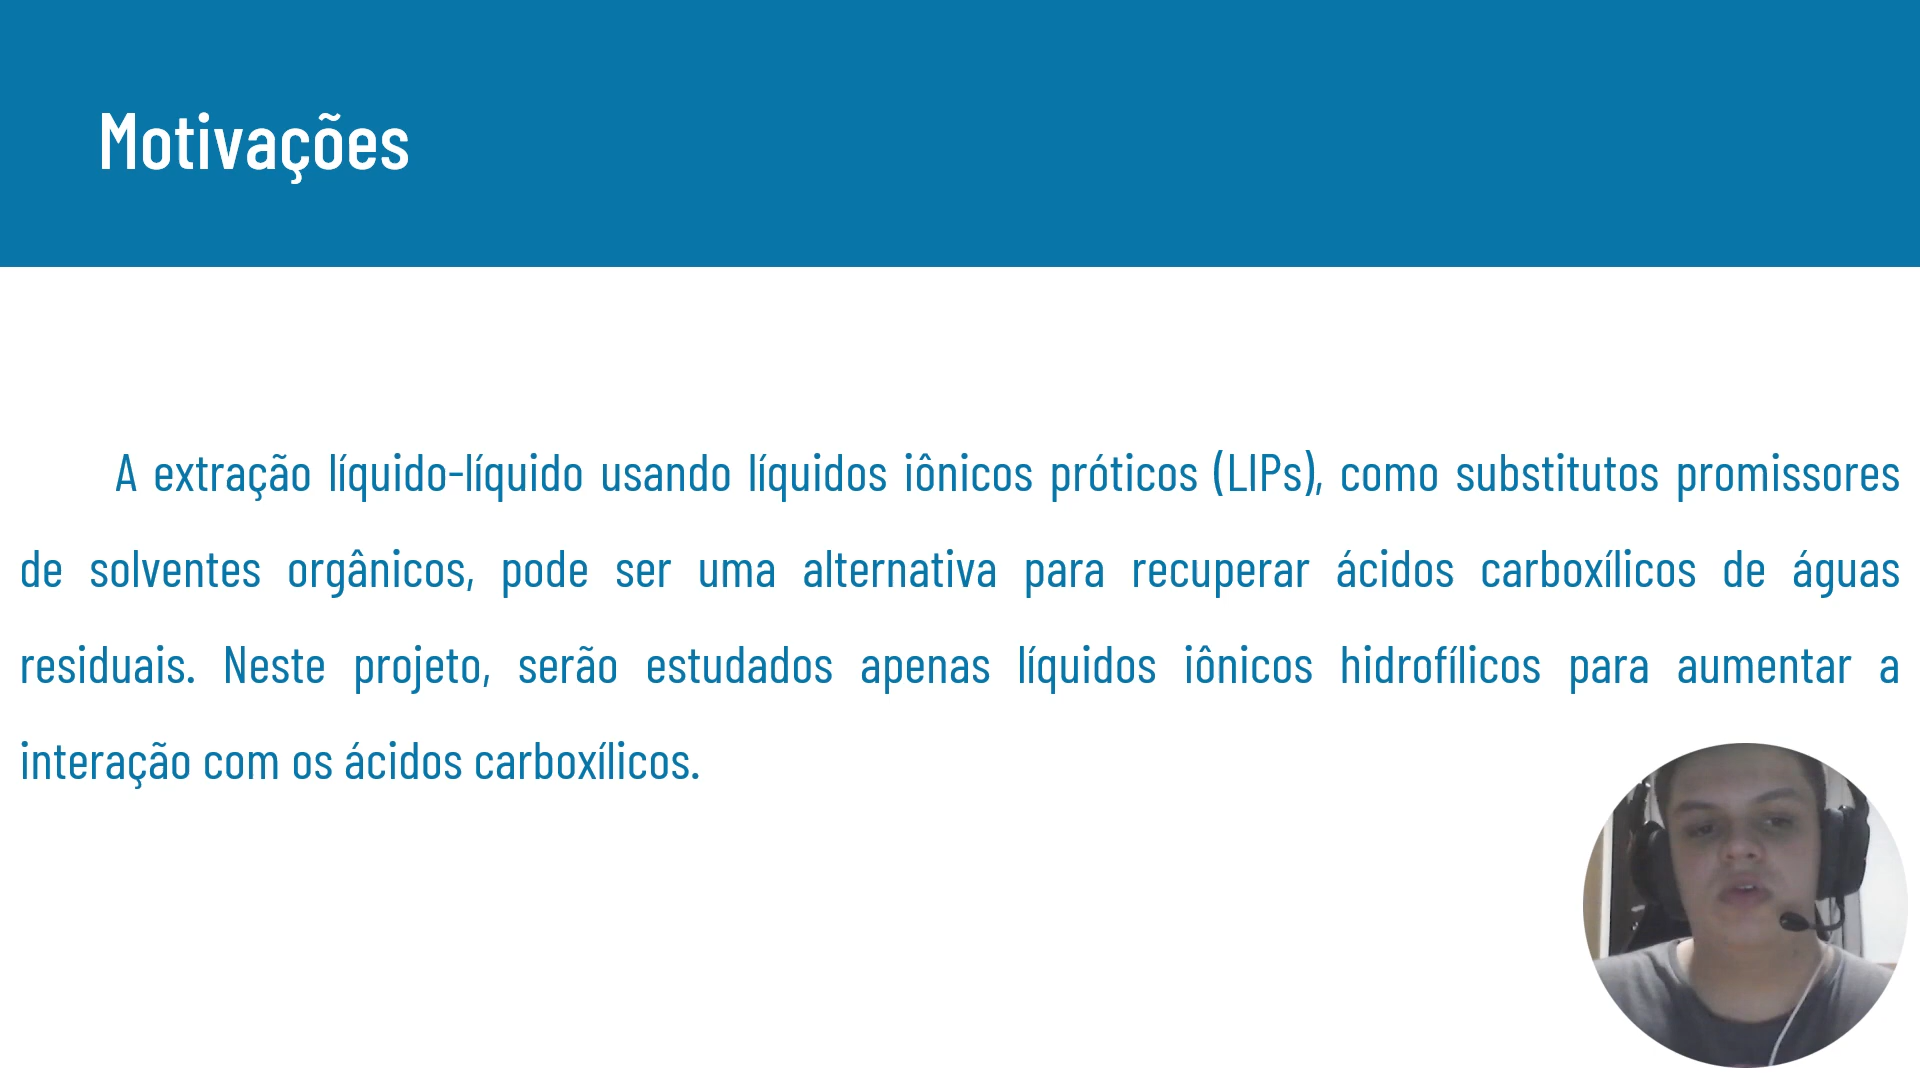 Motivações
A extração líquido-líquido usando líquidos iônicos próticos (LIPs), como substitutos promissores
de solventes orgânicos, pode ser uma alternativa para recuperar ácidos carboxílicos de águas
residuais. Neste projeto, serão estudados apenas líquidos iônicos hidrofílicos para aumentar a
interação com os ácidos carboxílicos.